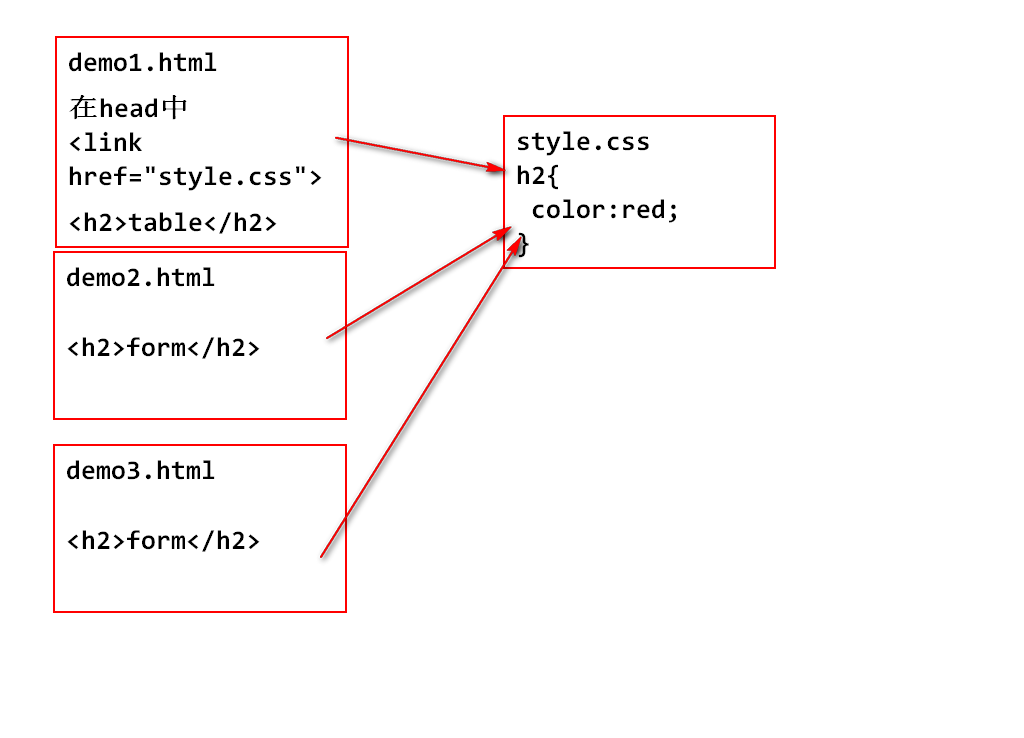 demo1.html
在head中
<link
href="style.css">
<h2>table</h2>
style.css
h2{
color:red;
}
demo2.html
<h2>form</h2>
demo3.html
<h2>form</h2>